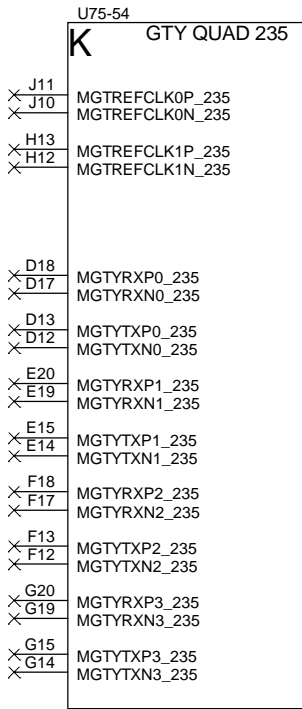 U75-54
K GTY QUAD 235
J11 MGTREFCLK0P_235
J10 MGTREFCLK0N_235
H13 MGTREFCLK1P_235
H12 MGTREFCLK1N_235
D18 MGTYRXP0_235
D17 MGTYRXN0_235
D13 MGTYTXP0_235
D12 MGTYTXN0_235
E20 MGTYRXP1_235
E19 MGTYRXN1_235
E15 MGTYTXP1_235
E14 MGTYTXN1_235
F18 MGTYRXP2_235
F17 MGTYRXN2_235
F13 MGTYTXP2_235
F12 MGTYTXN2_235
G20 MGTYRXP3_235
G19 MGTYRXN3_235
G15 MGTYTXP3_235
G14 MGTYTXN3_235